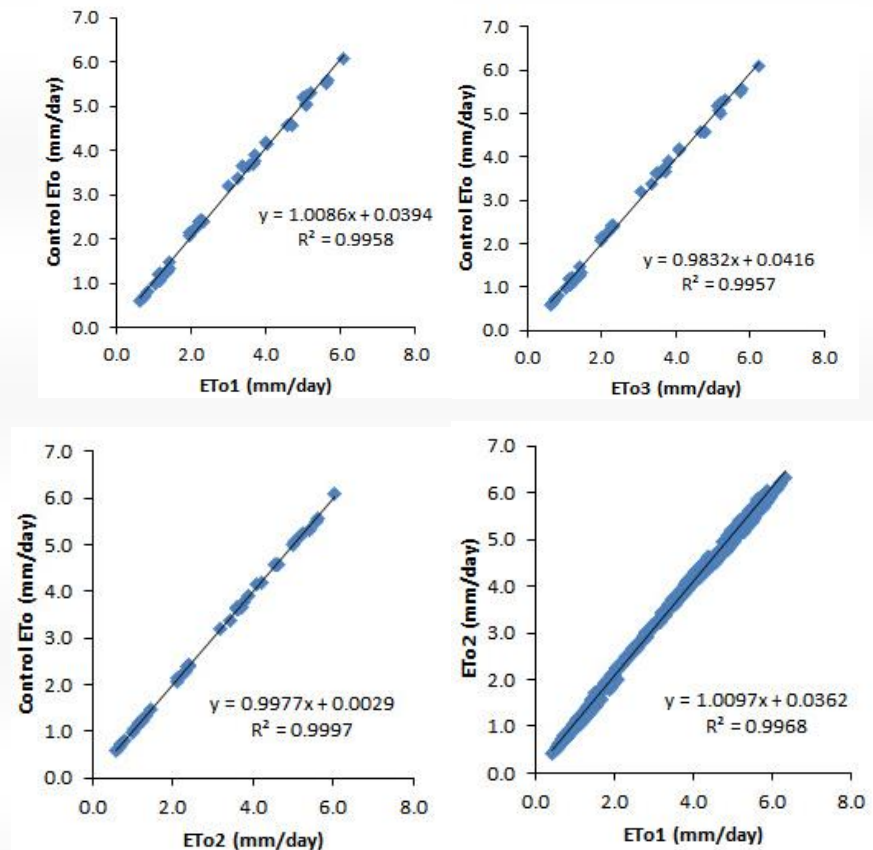 7.0
6.0
5.0
4.0
3.0
2.0
1.0
0.0
Control ETo (mm/day)
y = 1.0086x + 0.0394
R² = 0.9958
0.0 2.0 4.0 6.0 8.0
ETo1 (mm/day)
7.0
6.0
5.0
4.0
3.0
2.0
1.0
0.0
Control ETo (mm/day)
y = 0.9832x + 0.0416
R² = 0.9957
0.0 2.0 4.0 6.0 8.0
ETo3 (mm/day)
7.0
6.0
5.0
4.0
3.0
2.0
1.0
0.0
Control ETo (mm/day)
y = 0.9977x + 0.0029
R² = 0.9997
0.0 2.0 4.0 6.0 8.0
ETo2 (mm/day)
7.0
6.0
5.0
4.0
3.0
2.0
1.0
0.0
ETo2 (mm/day)
y = 1.0097x + 0.0362
R² = 0.9968
0.0 2.0 4.0 6.0 8.0
ETo1 (mm/day)